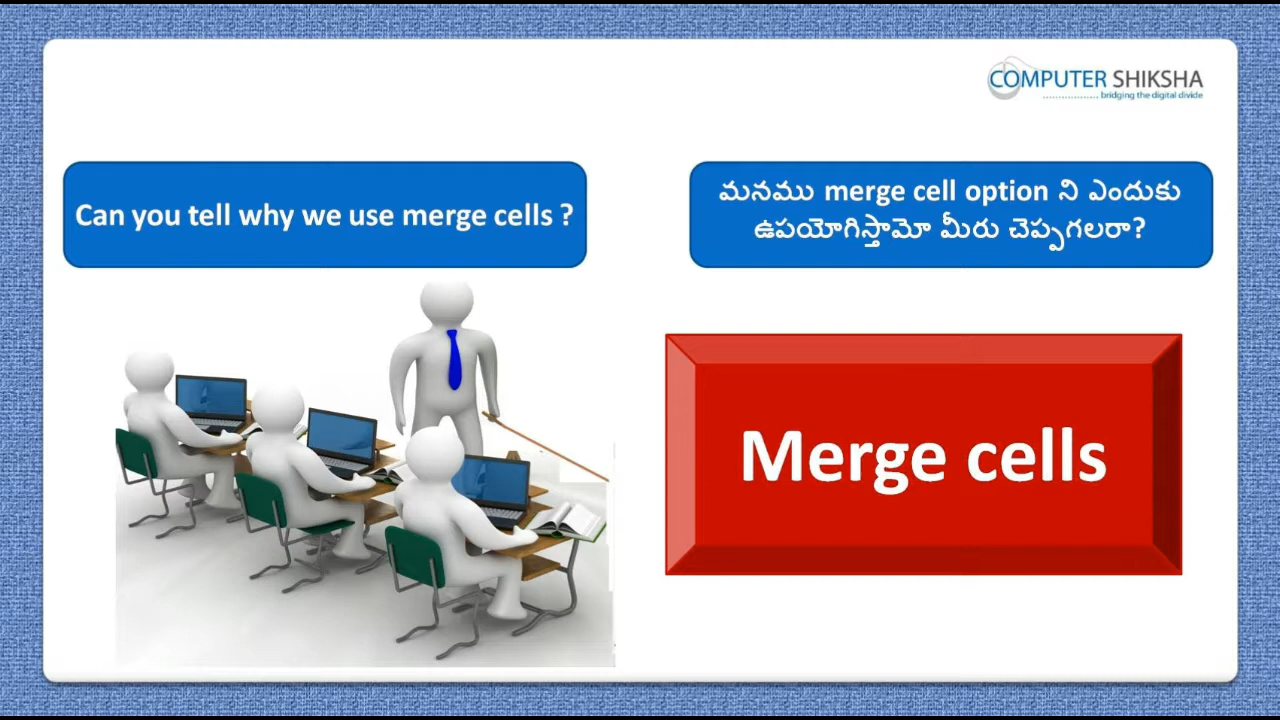 COMPUTER SHIKSHA
bridging the digital divide
Can you tell why we use merge cells ?
మనము merge cell option ని ఎందుకు
ఉపయోగిస్తామో మీరు చెప్పగలరా?
Merge cells